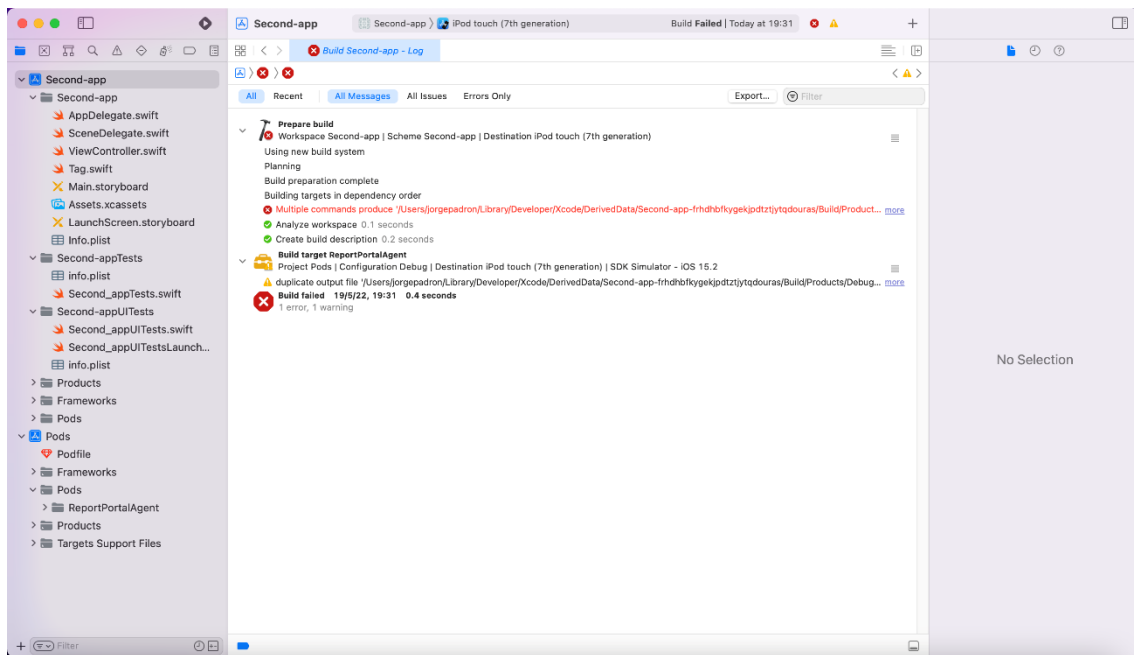 Second-app
Second-app
iPod touch (7th generation)
Build Failed | Today at 19:31
Build Second-app - Log
All
Recent
All Messages
All Issues
Errors Only
Export...
Filter
Second-app
Second-app
AppDelegate.swift
SceneDelegate.swift
ViewController.swift
Tag.swift
Main.storyboard
Assets.xcassets
LaunchScreen.storyboard
Info.plist
Second-appTests
info.plist
Second_appTests.swift
Second-appUITests
Second_appUITests.swift
Second_appUITestsLaunch...
info.plist
Products
Frameworks
Pods
Pods
Podfile
Frameworks
Pods
ReportPortalAgent
Products
Targets Support Files
Filter
Prepare build
Workspace Second-app | Scheme Second-app | Destination iPod touch (7th generation)
Using new build system
Planning
Build preparation complete
Building targets in dependency order
Multiple commands produce '/Users/jorgepadron/Library/Developer/Xcode/DerivedData/Second-app-frhdhbfkygekjpdtztjytqdouras/Build/Product... more
Analyze workspace 0.1 seconds
Create build description 0.2 seconds
Build target ReportPortalAgent
Project Pods | Configuration Debug | Destination iPod touch (7th generation) | SDK Simulator - iOS 15.2
duplicate output file '/Users/jorgepadron/Library/Developer/Xcode/DerivedData/Second-app-frhdhbfkygekjpdtztjytqdouras/Build/Products/Debug... more
Build failed 19/5/22, 19:31 0.4 seconds
1 error, 1 warning
No Selection